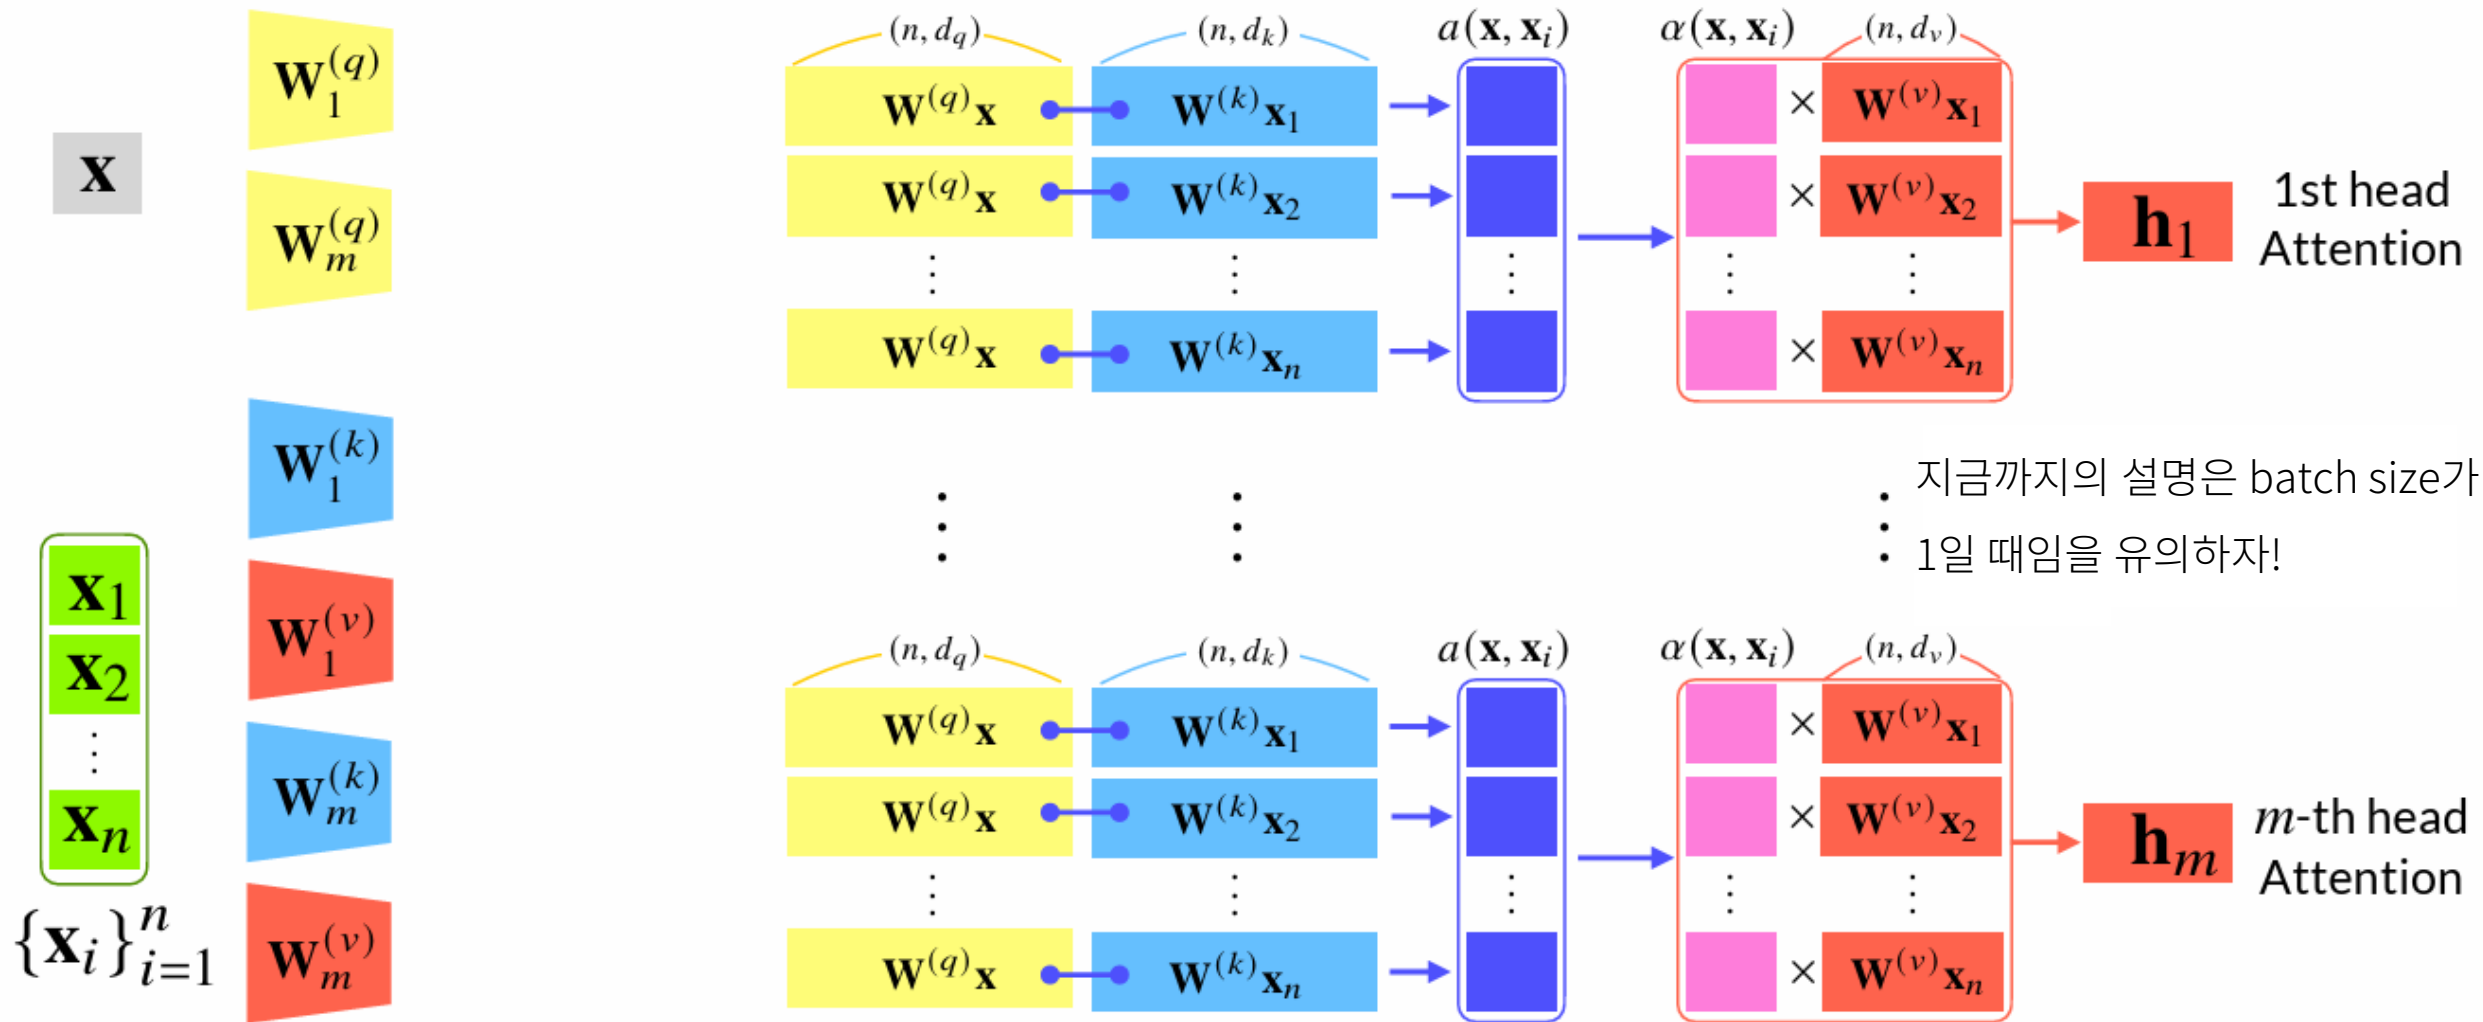 x
W_1^{(q)}
W_m^{(q)}
W_1^{(k)}
W_1^{(v)}
W_m^{(k)}
W_m^{(v)}
x_1
x_2
⋮
x_n
{x_i}_{i=1}^n
(n, d_q) (n, d_k) a(x, x_i) α(x, x_i) (n, d_v)
W^{(q)}x W^{(k)}x_1 × W^{(v)}x_1
W^{(q)}x W^{(k)}x_2 × W^{(v)}x_2
⋮ ⋮ ⋮ ⋮ ⋮
W^{(q)}x W^{(k)}x_n × W^{(v)}x_n
h_1
1st head
Attention
⋮ ⋮ ⋮
지금까지의 설명은 batch size가
1일 때임을 유의하자!
(n, d_q) (n, d_k) a(x, x_i) α(x, x_i) (n, d_v)
W^{(q)}x W^{(k)}x_1 × W^{(v)}x_1
W^{(q)}x W^{(k)}x_2 × W^{(v)}x_2
⋮ ⋮ ⋮ ⋮ ⋮
W^{(q)}x W^{(k)}x_n × W^{(v)}x_n
h_m
m-th head
Attention